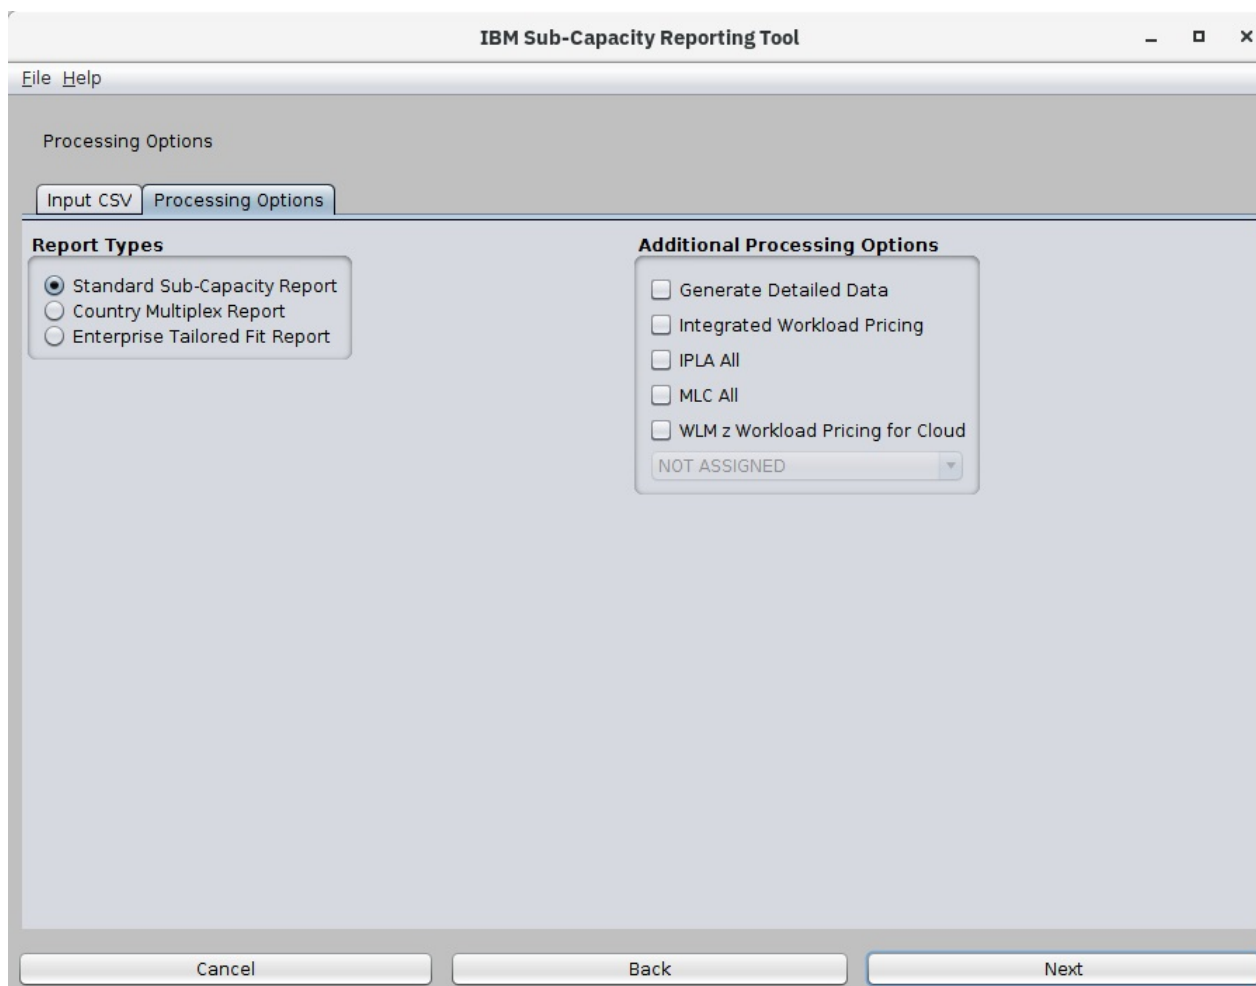 IBM Sub-Capacity Reporting Tool
File Help
Processing Options
Input CSV Processing Options
Report Types
Standard Sub-Capacity Report
Country Multiplex Report
Enterprise Tailored Fit Report
Additional Processing Options
Generate Detailed Data
Integrated Workload Pricing
IPLA All
MLC All
WLM z Workload Pricing for Cloud
NOT ASSIGNED
Cancel Back Next